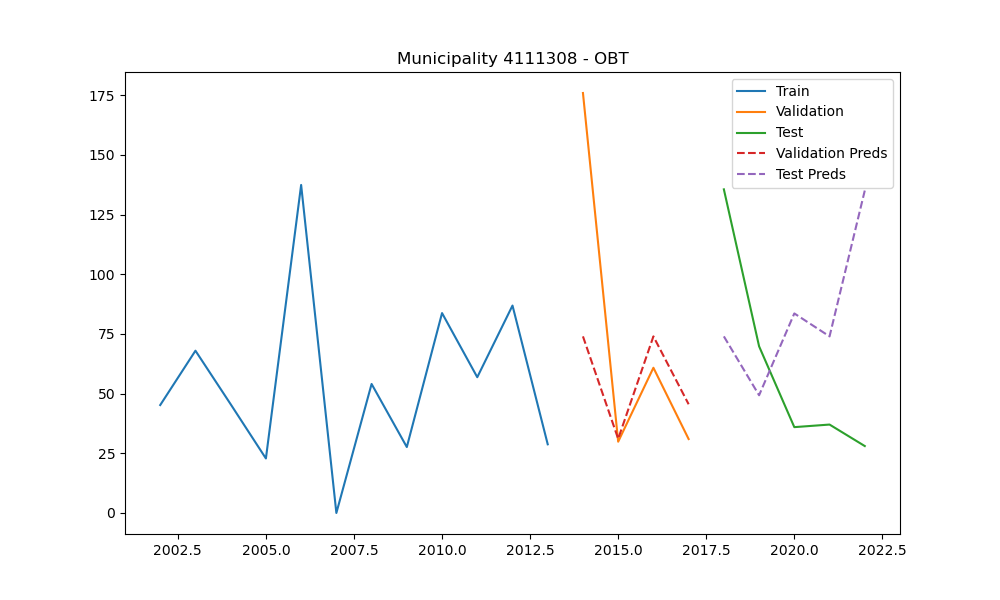 Municipality 4111308 - OBT
Train
Validation
Test
Validation Preds
Test Preds
175
150
125
100
75
50
25
0
2002.5 2005.0 2007.5 2010.0 2012.5 2015.0 2017.5 2020.0 2022.5